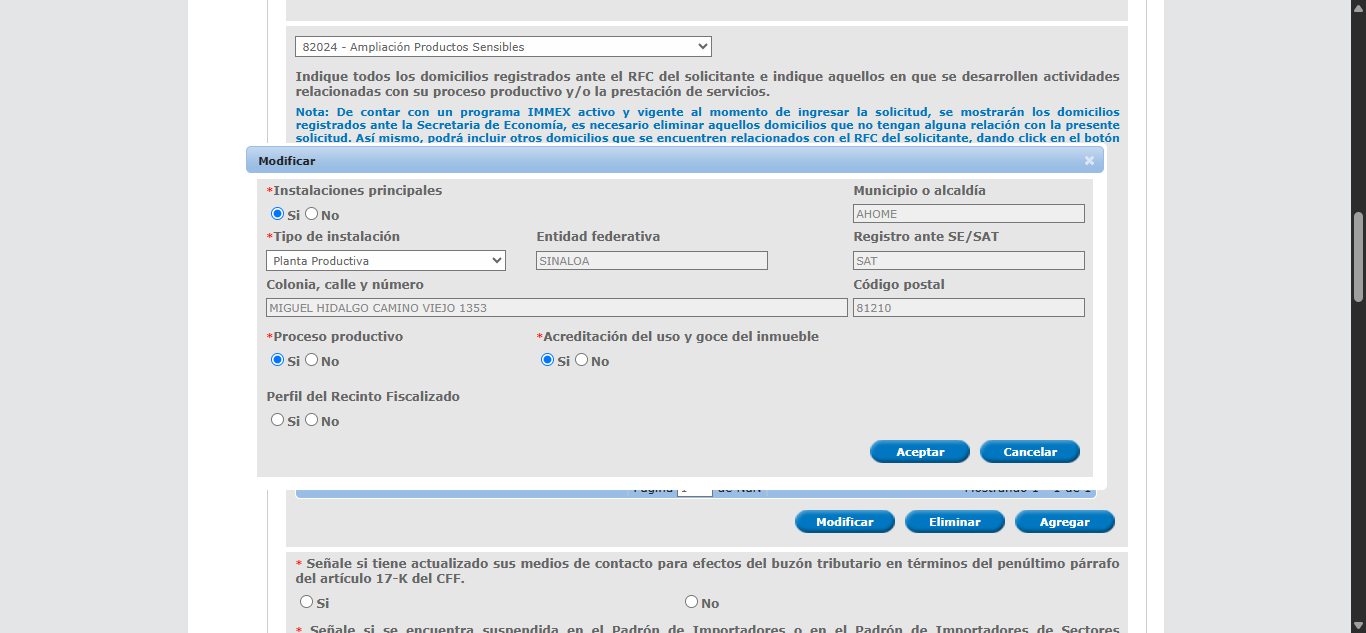 82024 - Ampliación Productos Sensibles
Indique todos los domicilios registrados ante el RFC del solicitante e indique aquellos en que se desarrollen actividades
relacionadas con su proceso productivo y/o la prestación de servicios.
Nota: De contar con un programa IMMEX activo y vigente al momento de ingresar la solicitud, se mostrarán los domicilios
registrados ante la Secretaria de Economía, es necesario eliminar aquellos domicilios que no tengan alguna relación con la presente
solicitud. Así mismo, podrá incluir otros domicilios que se encuentren relacionados con el RFC del solicitante, dando click en el botón
Modificar
*Instalaciones principales
Municipio o alcaldía
Si No
AHOME
*Tipo de instalación
Entidad federativa
Registro ante SE/SAT
Planta Productiva
SINALOA
SAT
Colonia, calle y número
Código postal
MIGUEL HIDALGO CAMINO VIEJO 1353
81210
*Proceso productivo
*Acreditación del uso y goce del inmueble
Si No
Si No
Perfil del Recinto Fiscalizado
Si No
Aceptar
Cancelar
Página 1 de NaN
Mostrando 1 - 1 de 1
Modificar
Eliminar
Agregar
* Señale si tiene actualizado sus medios de contacto para efectos del buzón tributario en términos del penúltimo párrafo
del artículo 17-K del CFF.
Si
No
* Señale si se encuentra suspendida en el Padrón de Importadores o en el Padrón de Importadores de Sectores